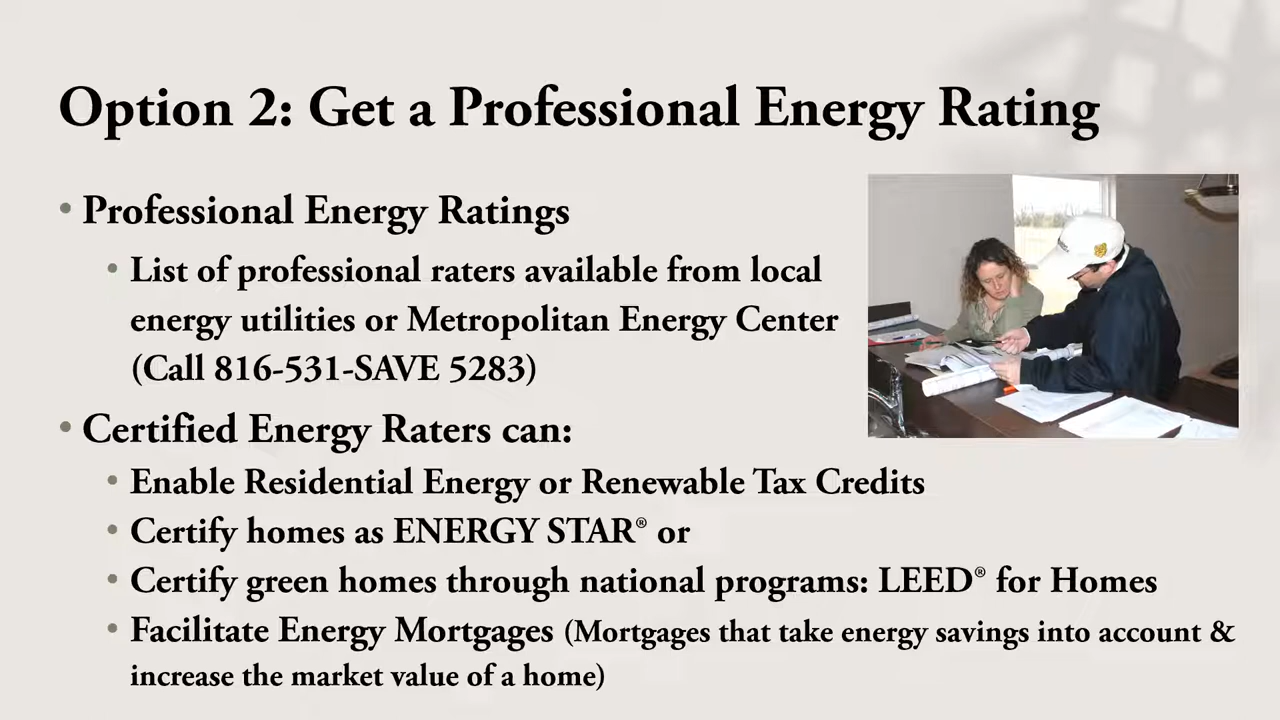 Option 2: Get a Professional Energy Rating
• Professional Energy Ratings
• List of professional raters available from local
energy utilities or Metropolitan Energy Center
(Call 816-531-SAVE 5283)
• Certified Energy Raters can:
• Enable Residential Energy or Renewable Tax Credits
• Certify homes as ENERGY STAR® or
• Certify green homes through national programs: LEED® for Homes
• Facilitate Energy Mortgages (Mortgages that take energy savings into account &
increase the market value of a home)